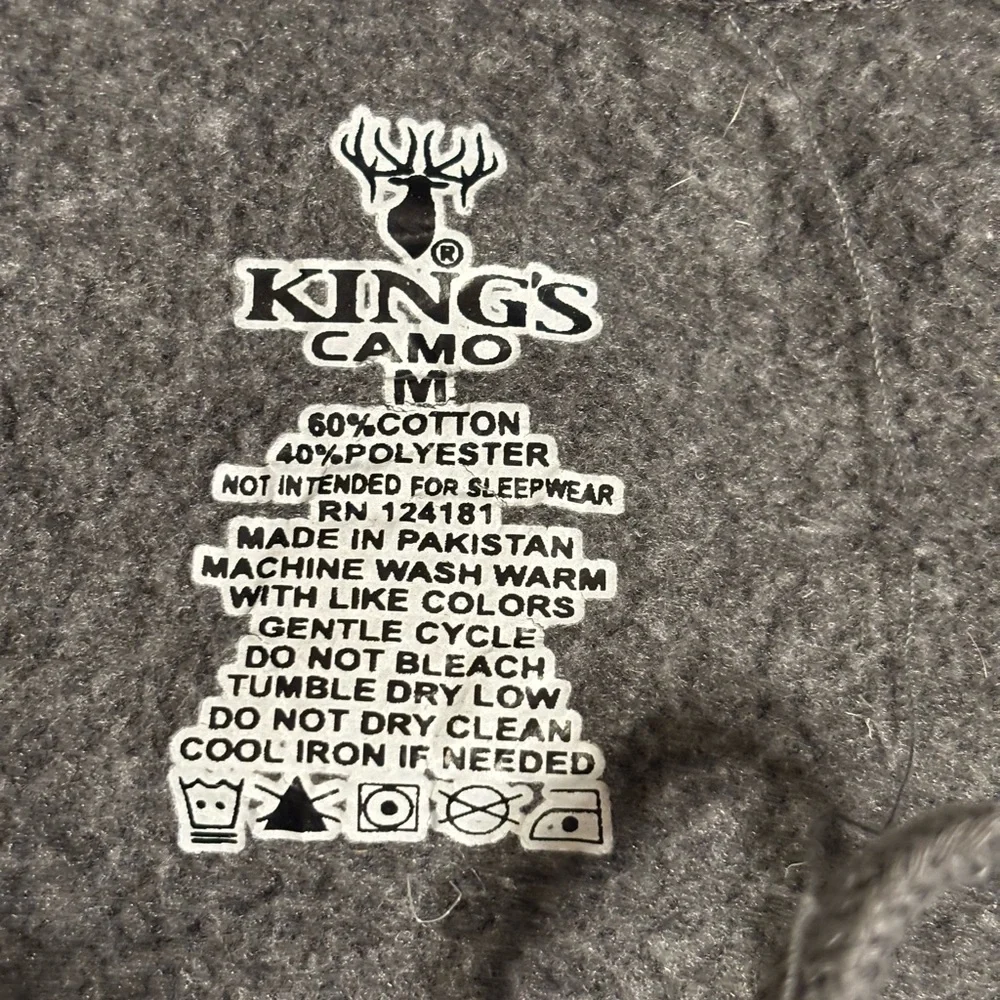 ®
KING'S
CAMO
M
60%COTTON
40%POLYESTER
NOT INTENDED FOR SLEEPWEAR
RN 124181
MADE IN PAKISTAN
MACHINE WASH WARM
WITH LIKE COLORS
GENTLE CYCLE
DO NOT BLEACH
TUMBLE DRY LOW
DO NOT DRY CLEAN
COOL IRON IF NEEDED